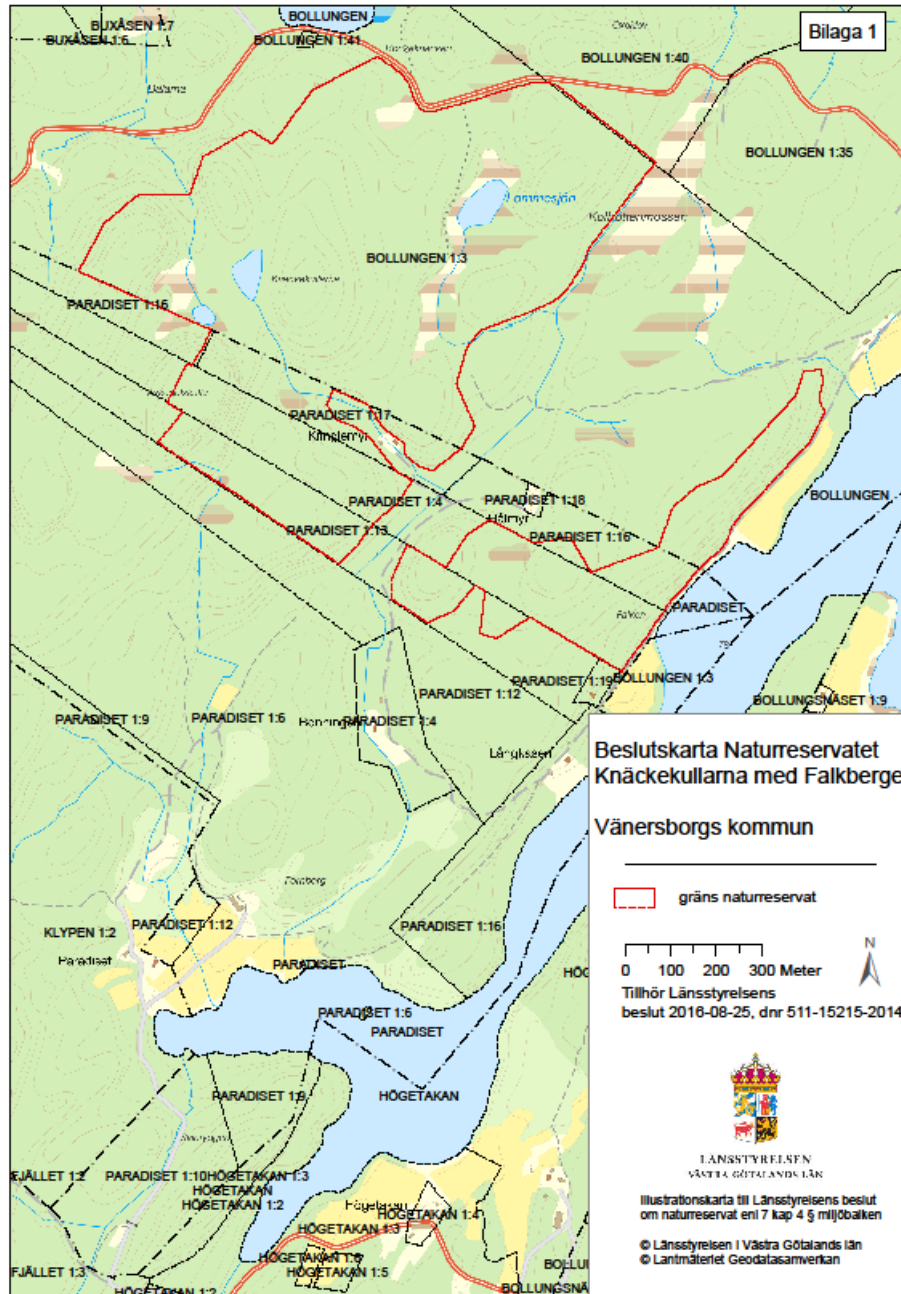 BUXÅSEN 1:7
BOLLUNGEN
Bilaga 1
BUXÅSEN 1:6
BOLLUNGEN 1:41
BOLLUNGEN 1:40
Dalarna
BOLLUNGEN 1:35
Lommesjön
BOLLUNGEN 1:3
PARADISET 1:16
PARADISET 1:17
PARADISET 1:4
PARADISET 1:18
Hålmyr
BOLLUNGEN
PARADISET 1:13
PARADISET 1:16
Falken
PARADISET
PARADISET 1:19
BOLLUNGEN 1:3
PARADISET 1:12
BOLLUNGSNÄSET 1:9
PARADISET 1:9
PARADISET 1:6
PARADISET 1:4
Beslutskarta Naturreservatet
Knäckekullarna med Falkberge
Vänersborgs kommun
gräns naturreservat
N
0 100 200 300 Meter
Tillhör Länsstyrelsens
beslut 2016-08-25, dnr 511-15215-2014
PARADISET 1:12
KLYPEN 1:2
Paradiset
PARADISET 1:16
PARADISET
HÖG
PARADISET 1:6
PARADISET
PARADISET 1:9
HÖGETAKAN
FJÄLLET 1:2
PARADISET 1:10
HÖGETAKAN 1:3
HÖGETAKAN
HÖGETAKAN 1:2
HÖGETAKAN 1:4
HÖGETAKAN 1:3
HÖGETAKAN 1:6
HÖGETAKAN 1:5
FJÄLLET 1:3
HÖGETAKAN 1:2
BOLLU
BOLLUNGSNÄ
LÄNSSTYRELSEN
VÄSTRA GÖTALANDS LÄN
Illustrationskarta till Länsstyrelsens beslut
om naturreservat enl 7 kap 4 § miljöbalken
© Länsstyrelsen i Västra Götalands län
© Lantmäteriet Geodatasamverkan